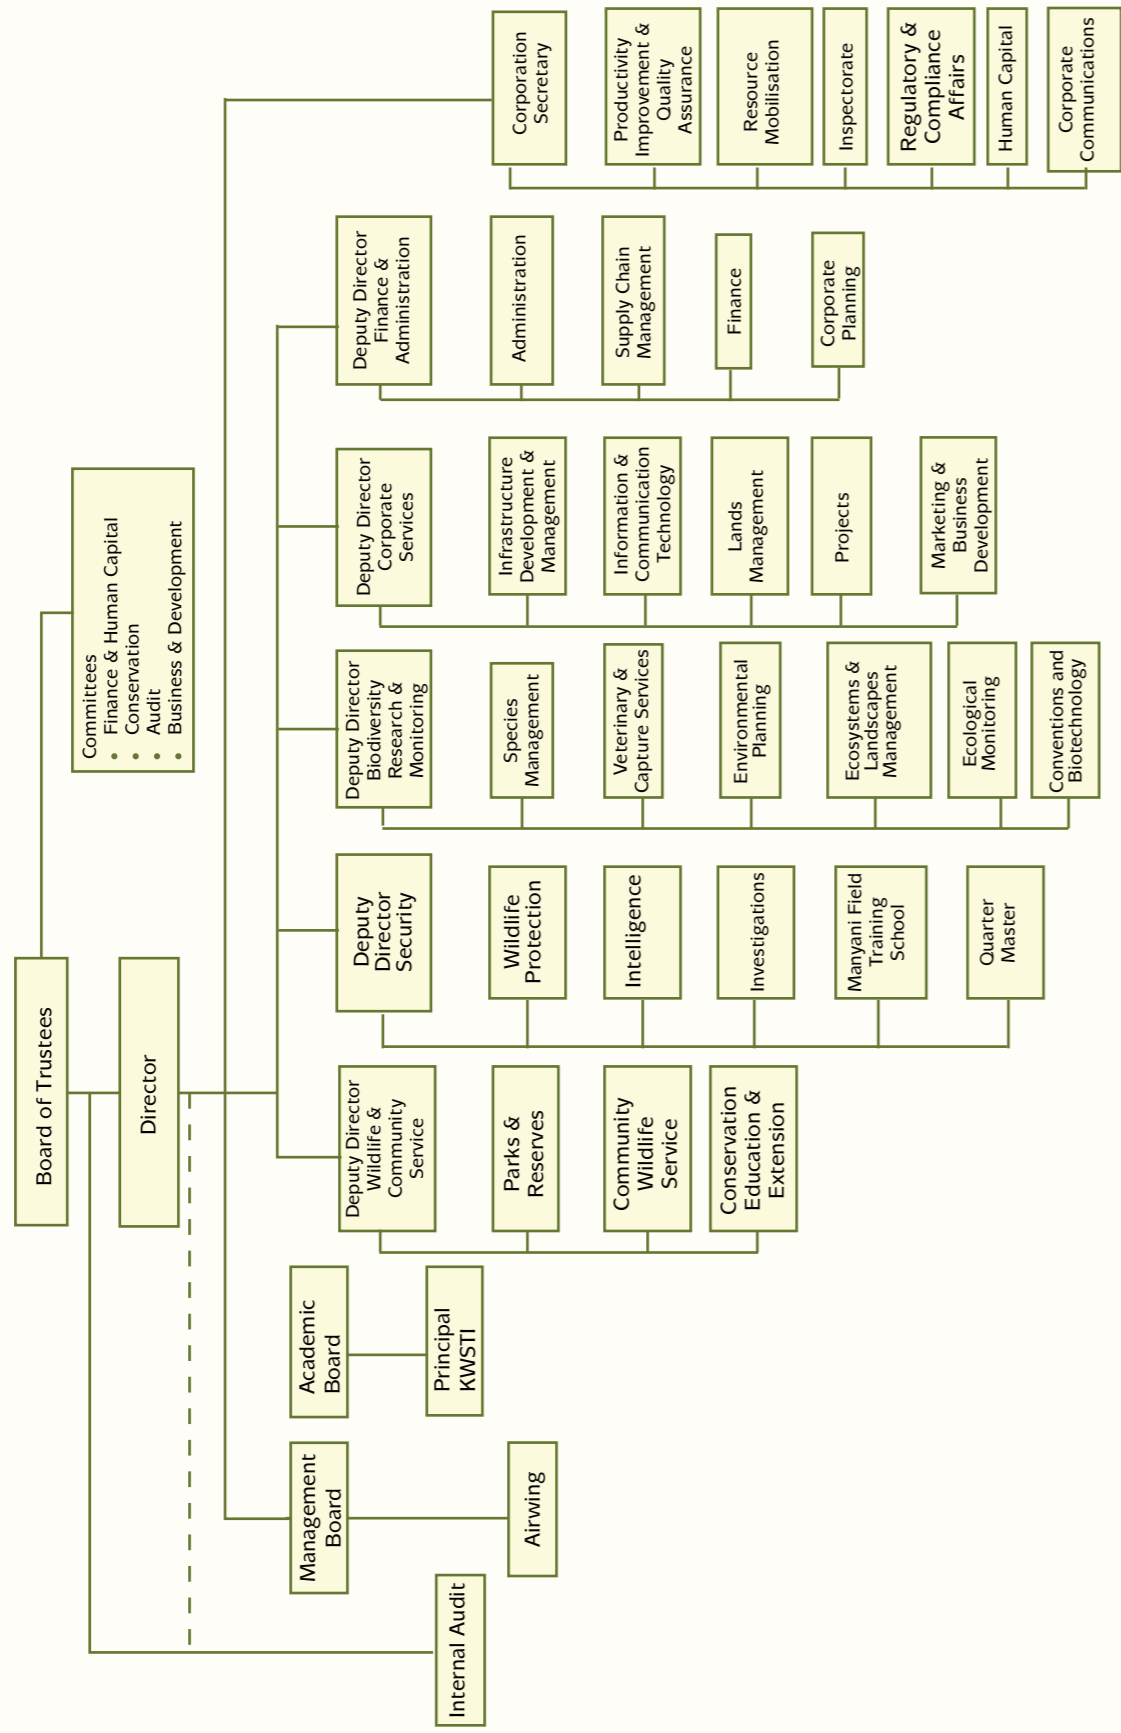 Board of Trustees
Committees
• Finance & Human Capital
• Conservation
• Audit
• Business & Development
Director
Internal Audit
Management
Board
Airwing
Academic
Board
Principal
KWSTI
Deputy Director
Wildlife &
Community
Service
Parks &
Reserves
Community
Wildlife
Service
Conservation
Education &
Extension
Deputy
Director
Security
Wildlife
Protection
Intelligence
Investigations
Manyani Field
Training
School
Quarter
Master
Deputy Director
Biodiversity
Research &
Monitoring
Species
Management
Veterinary &
Capture Services
Environmental
Planning
Ecosystems &
Landscapes
Management
Ecological
Monitoring
Conventions and
Biotechnology
Deputy Director
Corporate
Services
Infrastructure
Development &
Management
Information &
Communication
Technology
Lands
Management
Projects
Marketing &
Business
Development
Deputy Director
Finance &
Administration
Administration
Supply Chain
Management
Finance
Corporate
Planning
Corporation
Secretary
Productivity
Improvement &
Quality
Assurance
Resource
Mobilisation
Inspectorate
Regulatory &
Compliance
Affairs
Human Capital
Corporate
Communications